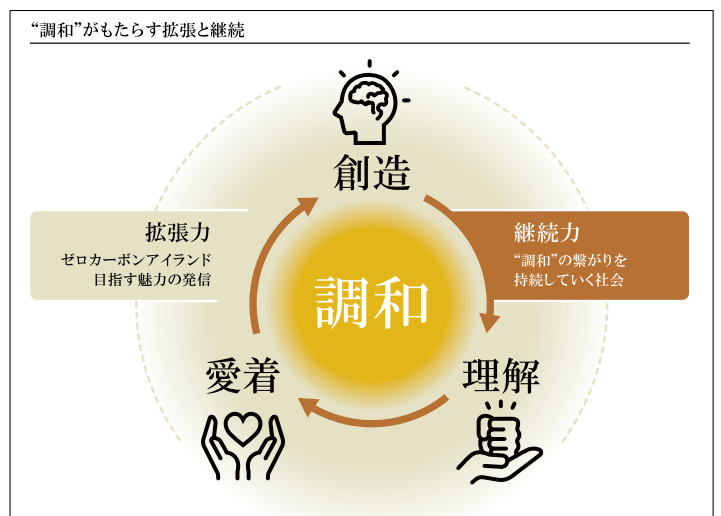 “調和”がもたらす拡張と継続
創造
拡張力
ゼロカーボンアイランド
目指す魅力の発信
継続力
“調和”の繋がりを
持続していく社会
調和
愛着
理解